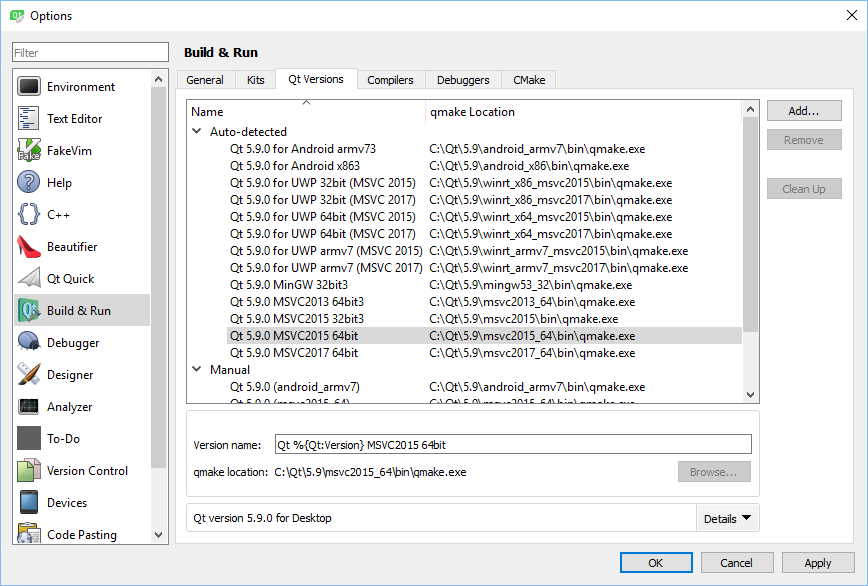 Options
Filter
Environment
Text Editor
FakeVim
Help
C++
Beautifier
Qt Quick
Build & Run
Debugger
Designer
Analyzer
To-Do
Version Control
Devices
Code Pasting
Build & Run
General Kits Qt Versions Compilers Debuggers CMake
Name qmake Location
Auto-detected
Qt 5.9.0 for Android armv73 C:\Qt\5.9\android_armv7\bin\qmake.exe
Qt 5.9.0 for Android x863 C:\Qt\5.9\android_x86\bin\qmake.exe
Qt 5.9.0 for UWP 32bit (MSVC 2015) C:\Qt\5.9\winrt_x86_msvc2015\bin\qmake.exe
Qt 5.9.0 for UWP 32bit (MSVC 2017) C:\Qt\5.9\winrt_x86_msvc2017\bin\qmake.exe
Qt 5.9.0 for UWP 64bit (MSVC 2015) C:\Qt\5.9\winrt_x64_msvc2015\bin\qmake.exe
Qt 5.9.0 for UWP 64bit (MSVC 2017) C:\Qt\5.9\winrt_x64_msvc2017\bin\qmake.exe
Qt 5.9.0 for UWP armv7 (MSVC 2015) C:\Qt\5.9\winrt_armv7_msvc2015\bin\qmake.exe
Qt 5.9.0 for UWP armv7 (MSVC 2017) C:\Qt\5.9\winrt_armv7_msvc2017\bin\qmake.exe
Qt 5.9.0 MinGW 32bit3 C:\Qt\5.9\mingw53_32\bin\qmake.exe
Qt 5.9.0 MSVC2013 64bit3 C:\Qt\5.9\msvc2013_64\bin\qmake.exe
Qt 5.9.0 MSVC2015 32bit3 C:\Qt\5.9\msvc2015\bin\qmake.exe
Qt 5.9.0 MSVC2015 64bit C:\Qt\5.9\msvc2015_64\bin\qmake.exe
Qt 5.9.0 MSVC2017 64bit C:\Qt\5.9\msvc2017_64\bin\qmake.exe
Manual
Qt 5.9.0 (android_armv7) C:\Qt\5.9\android_armv7\bin\qmake.exe
Add...
Remove
Clean Up
Version name: Qt %{Qt:Version} MSVC2015 64bit
qmake location: C:\Qt\5.9\msvc2015_64\bin\qmake.exe Browse...
Qt version 5.9.0 for Desktop Details
OK Cancel Apply